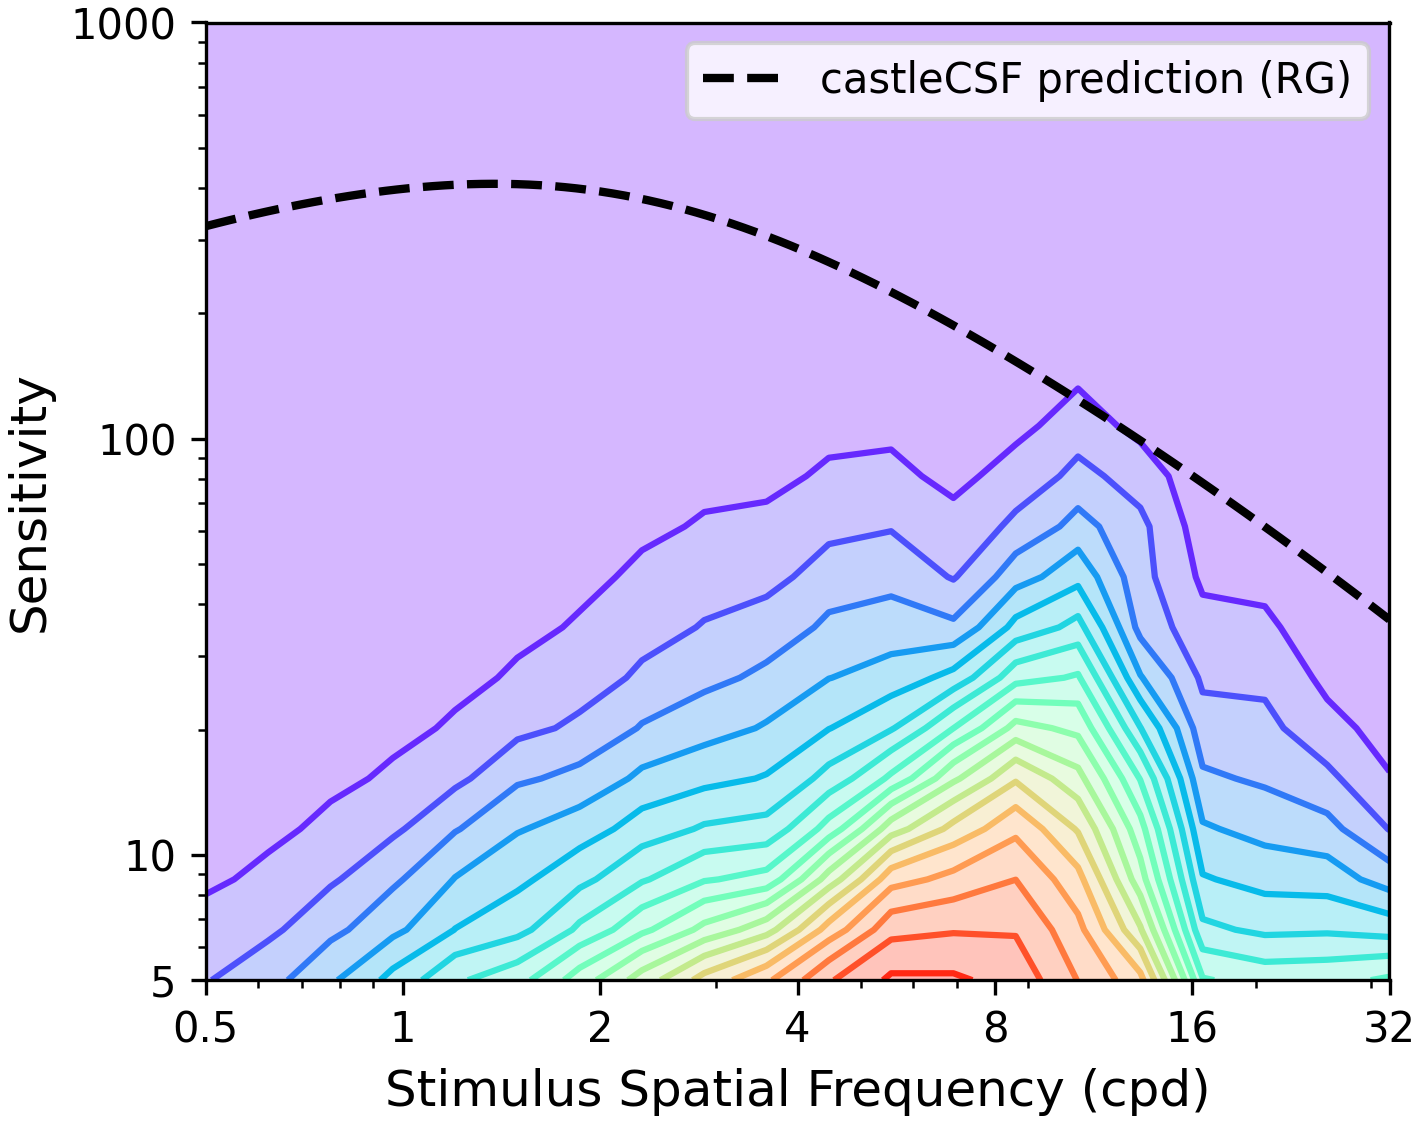 1000
castleCSF prediction (RG)
100
Sensitivity
10
5
0.5 1 2 4 8 16 32
Stimulus Spatial Frequency (cpd)